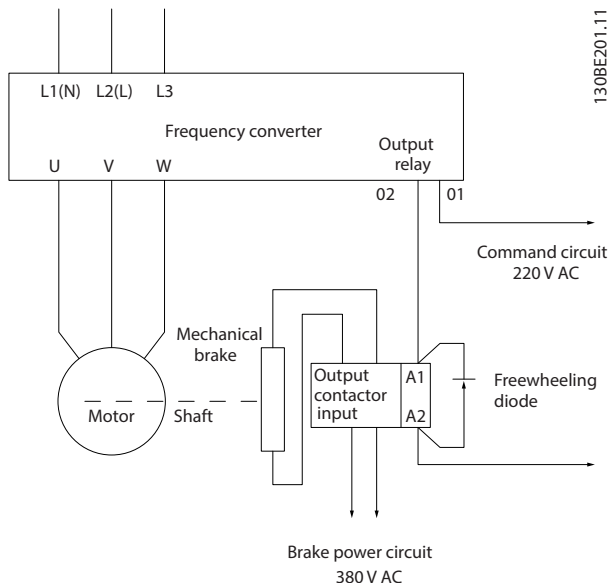 130BE201.11
L1(N) L2(L) L3
Frequency converter
Output
relay
U V W
02 01
Command circuit
220 V AC
Mechanical
brake
Output
contactor
input
A1
A2
Freewheeling
diode
Motor
Shaft
Brake power circuit
380 V AC